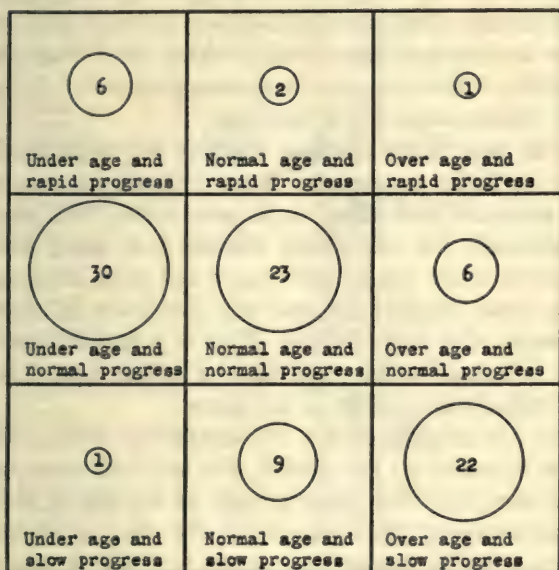 6
Under age and
rapid progress
2
Normal age and
rapid progress
1
Over age and
rapid progress
30
Under age and
normal progress
23
Normal age and
normal progress
6
Over age and
normal progress
1
Under age and
slow progress
9
Normal age and
slow progress
22
Over age and
slow progress